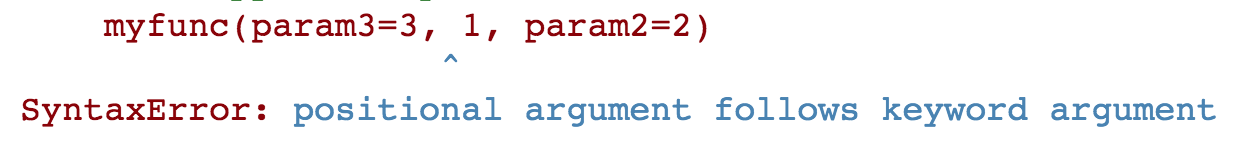 myfunc(param3=3, 1, param2=2)
^
SyntaxError: positional argument follows keyword argument